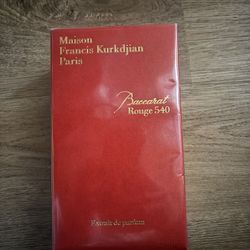 Maison
Francis Kurkdjian
Paris
Baccarat
Rouge 540
Extrait de parfum